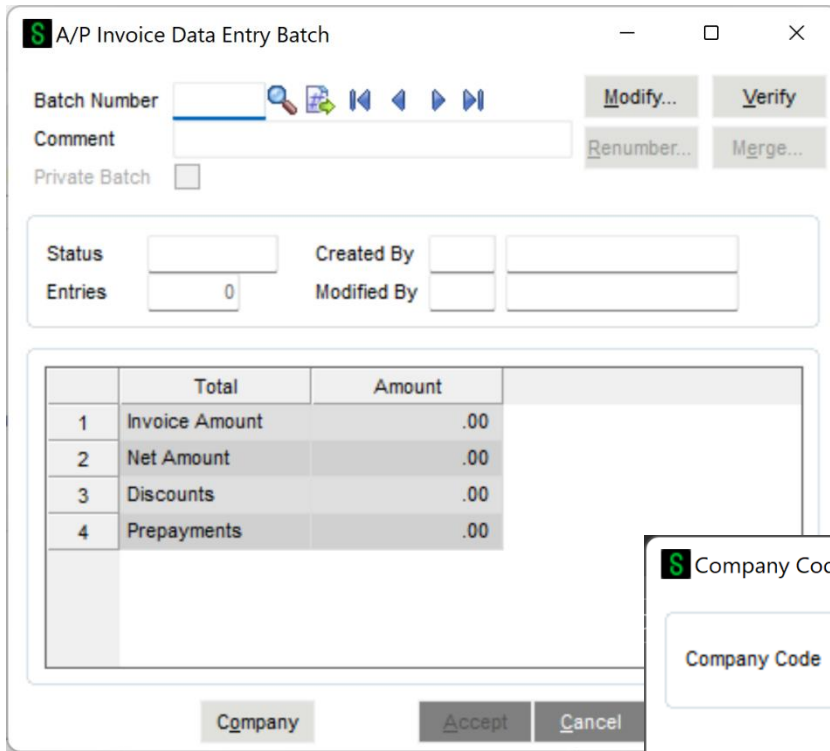 S A/P Invoice Data Entry Batch
Batch Number Modify... Verify
Comment Renumber... Merge...
Private Batch
Status Created By
Entries 0 Modified By
Total Amount
1 Invoice Amount .00
2 Net Amount .00
3 Discounts .00
4 Prepayments .00
S Company Cod
Company Code
Company Accept Cancel